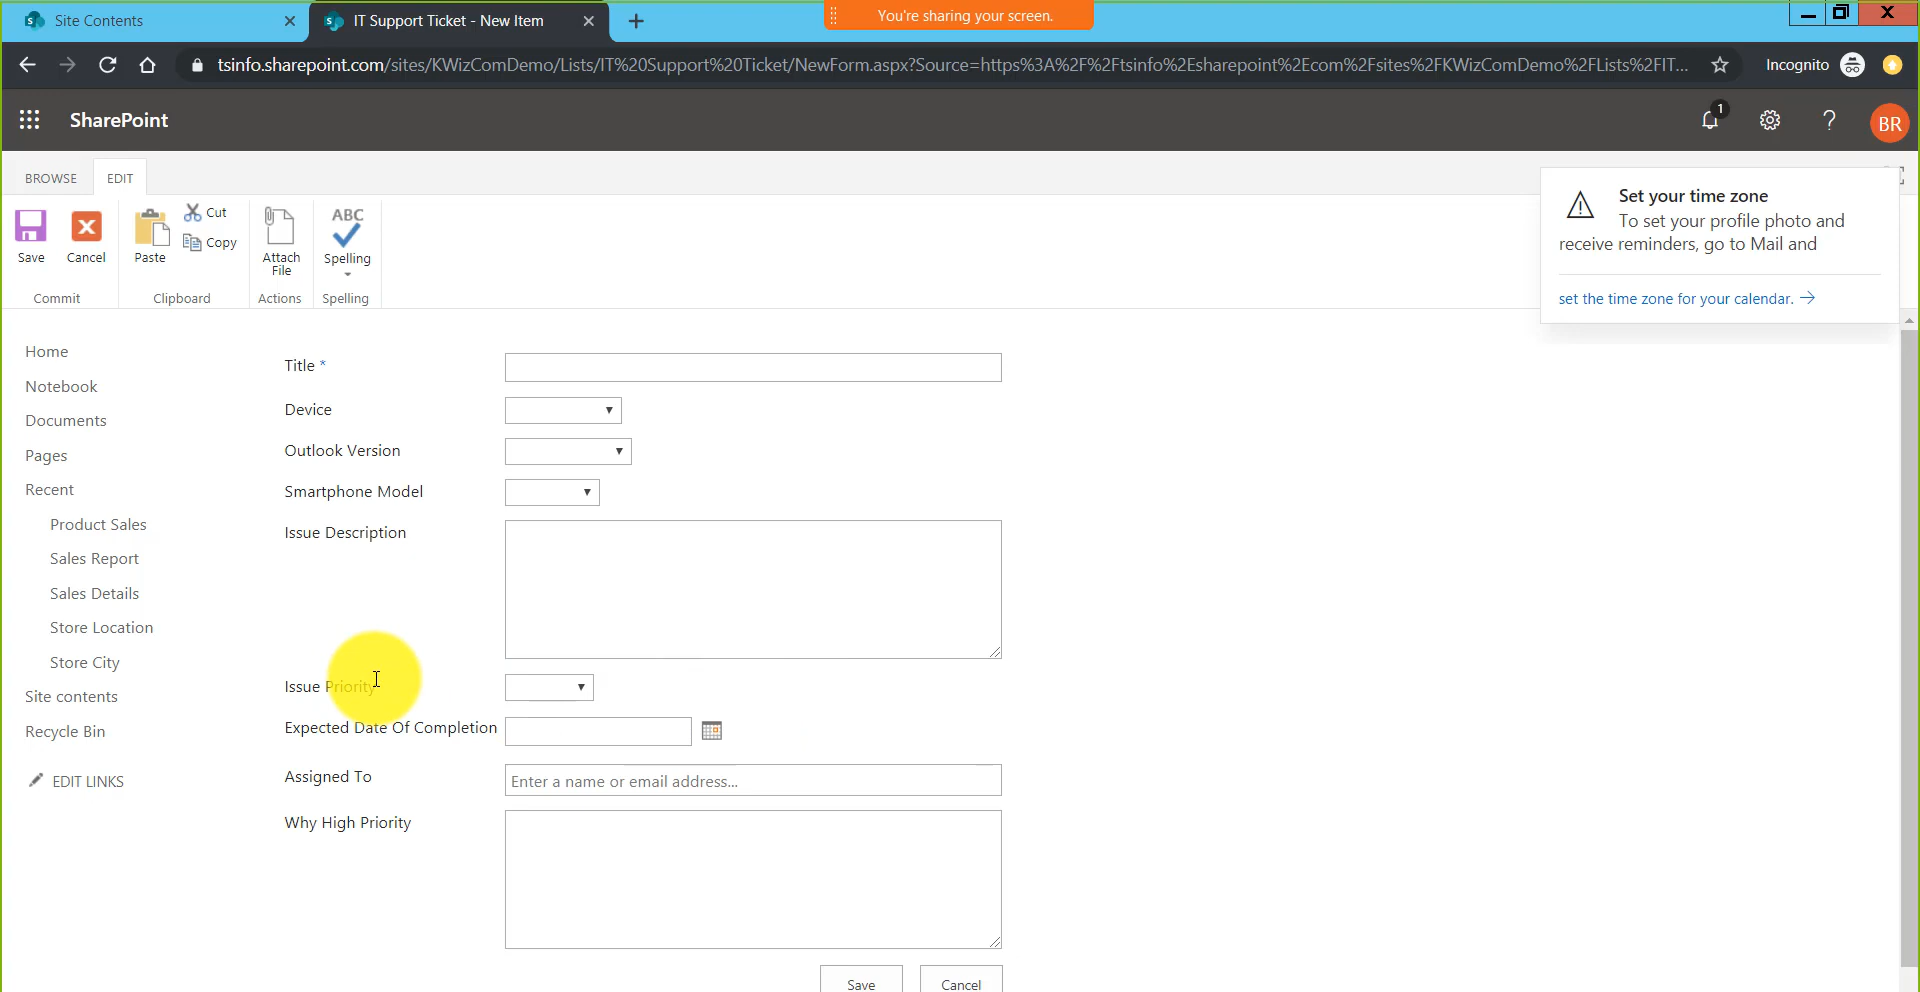 Site Contents
IT Support Ticket - New Item
You're sharing your screen.
tsinfo.sharepoint.com/sites/KWizComDemo/Lists/IT%20Support%20Ticket/NewForm.aspx?Source=https%3A%2F%2Ftsinfo%2Esharepoint%2Ecom%2Fsites%2FKWizComDemo%2FLists%2FIT...
Incognito
SharePoint
1
?
BR
BROWSE
EDIT
Save
Cancel
Paste
Cut
Copy
Attach
File
ABC
Spelling
Commit
Clipboard
Actions
Spelling
Set your time zone
To set your profile photo and
receive reminders, go to Mail and
set the time zone for your calendar.
Home
Notebook
Documents
Pages
Recent
Product Sales
Sales Report
Sales Details
Store Location
Store City
Site contents
Recycle Bin
EDIT LINKS
Title *
Device
Outlook Version
Smartphone Model
Issue Description
Issue Priority
Expected Date Of Completion
Assigned To
Enter a name or email address...
Why High Priority
Save
Cancel